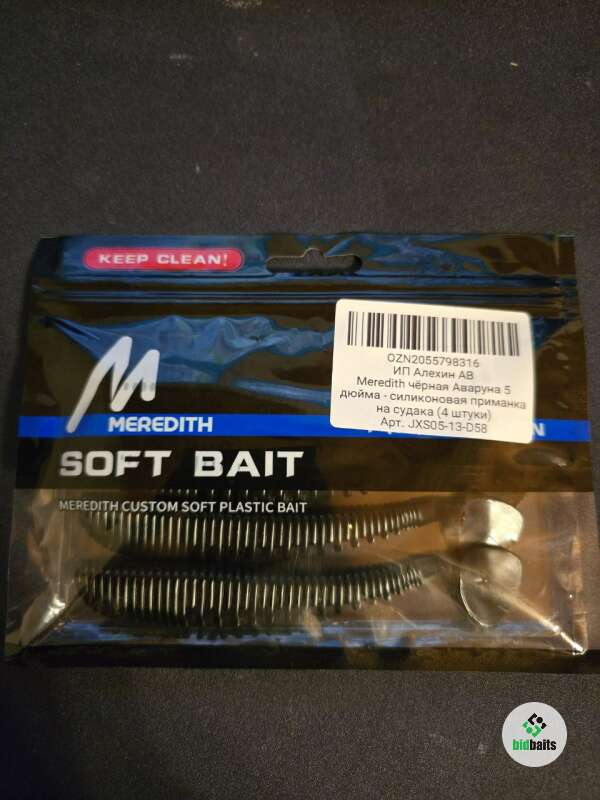 KEEP CLEAN!
OZN2055798316
ИП Алехин АВ
Meredith чёрная Аваруна 5
дюйма - силиконовая приманка
на судака (4 штуки)
Арт. JXS05-13-D58
MEREDITH
SOFT BAIT
MEREDITH CUSTOM SOFT PLASTIC BAIT
bidbaits